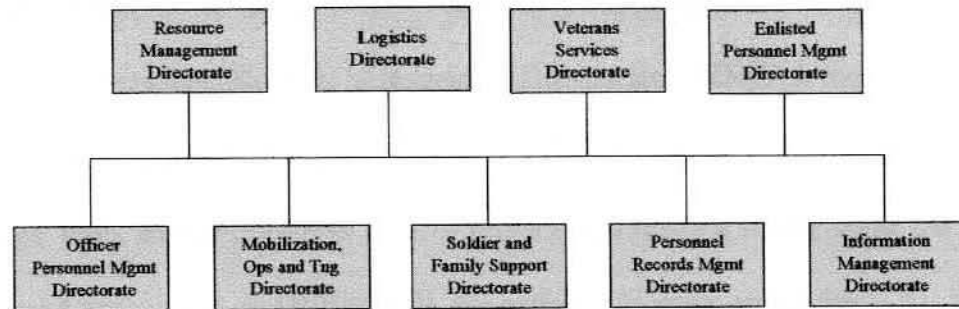 Resource
Management
Directorate
Logistics
Directorate
Veterans
Services
Directorate
Enlisted
Personnel Mgmt
Directorate
Officer
Personnel Mgmt
Directorate
Mobilization,
Ops and Tng
Directorate
Soldier and
Family Support
Directorate
Personnel
Records Mgmt
Directorate
Information
Management
Directorate